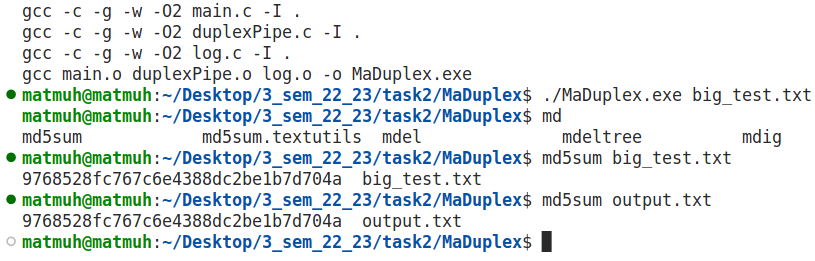 gcc -c -g -w -O2 main.c -I .
gcc -c -g -w -O2 duplexPipe.c -I .
gcc -c -g -w -O2 log.c -I .
gcc main.o duplexPipe.o log.o -o MaDuplex.exe
matmuh@matmuh:~/Desktop/3_sem_22_23/task2/MaDuplex$ ./MaDuplex.exe big_test.txt
matmuh@matmuh:~/Desktop/3_sem_22_23/task2/MaDuplex$ md
md5sum            md5sum.textutils  mdel              mdeltree          mdig
matmuh@matmuh:~/Desktop/3_sem_22_23/task2/MaDuplex$ md5sum big_test.txt
9768528fc767c6e4388dc2be1b7d704a  big_test.txt
matmuh@matmuh:~/Desktop/3_sem_22_23/task2/MaDuplex$ md5sum output.txt
9768528fc767c6e4388dc2be1b7d704a  output.txt
matmuh@matmuh:~/Desktop/3_sem_22_23/task2/MaDuplex$